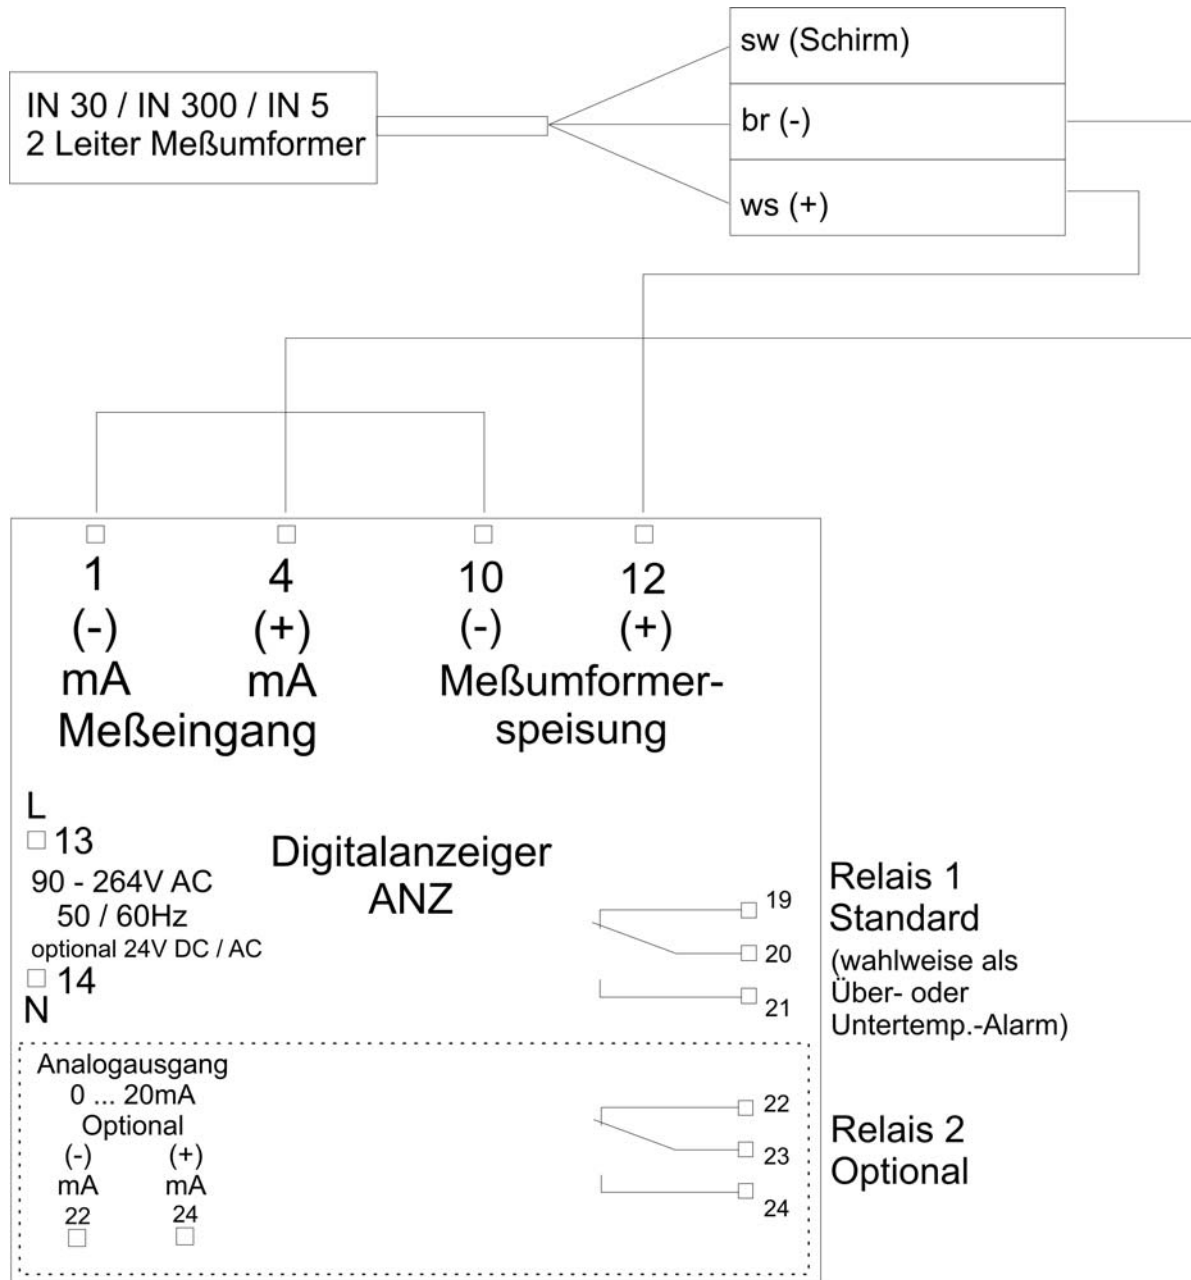 sw (Schirm)
IN 30 / IN 300 / IN 5
2 Leiter Meßumformer
br (-)
ws (+)
1
4
10
12
(-)
(+)
(-)
(+)
mA
mA
Meßumformer-
Meßeingang
speisung
L
13
90 - 264V AC
50 / 60Hz
optional 24V DC / AC
14
N
Digitalanzeiger
ANZ
19
20
21
Relais 1
Standard
(wahlweise als
Über- oder
Untertemp.-Alarm)
Analogausgang
0 ... 20mA
Optional
(-)
(+)
mA
mA
22
24
22
23
24
Relais 2
Optional